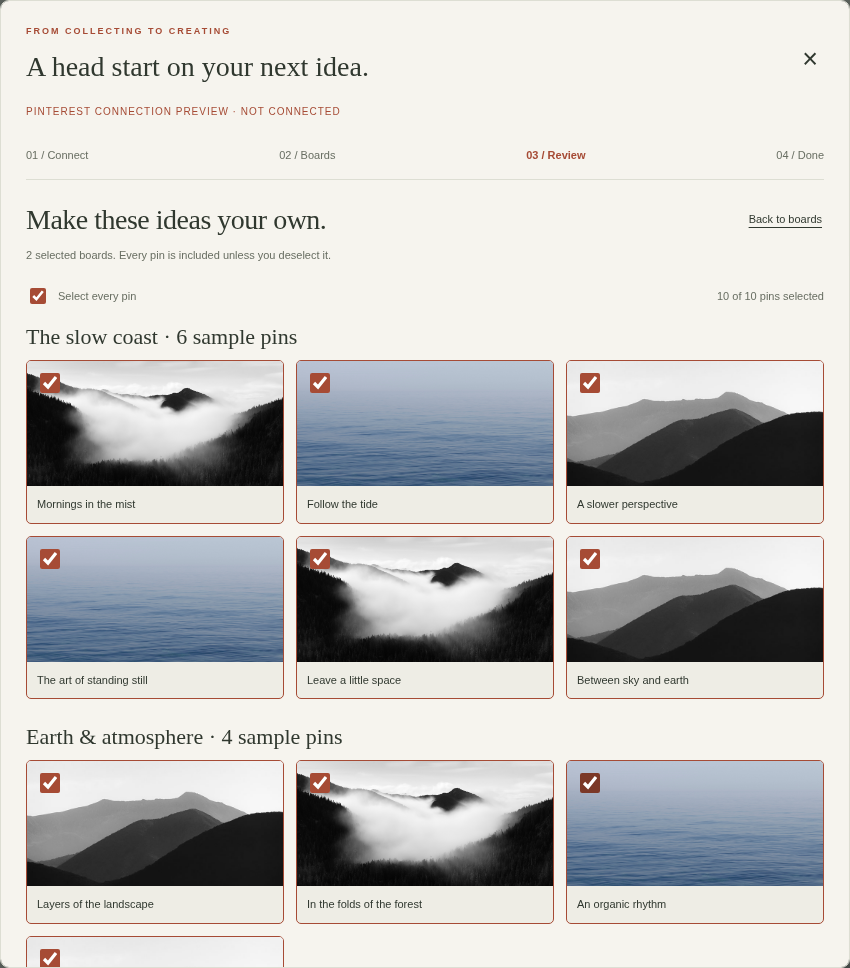 FROM COLLECTING TO CREATING
A head start on your next idea.
✕
PINTEREST CONNECTION PREVIEW · NOT CONNECTED
01 / Connect
02 / Boards
03 / Review
04 / Done
Make these ideas your own.
Back to boards
2 selected boards. Every pin is included unless you deselect it.
Select every pin
10 of 10 pins selected
The slow coast · 6 sample pins
Mornings in the mist
Follow the tide
A slower perspective
The art of standing still
Leave a little space
Between sky and earth
Earth & atmosphere · 4 sample pins
Layers of the landscape
In the folds of the forest
An organic rhythm